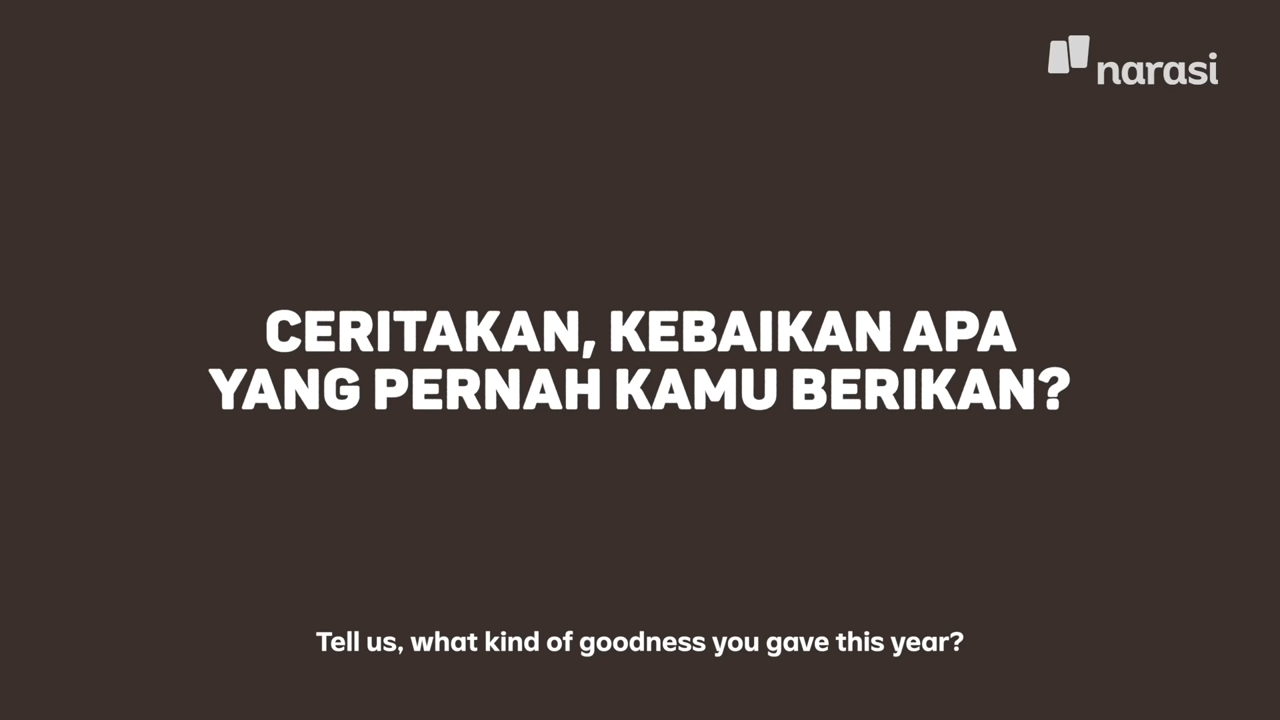 narasi
CERITAKAN, KEBAIKAN APA
YANG PERNAH KAMU BERIKAN?
Tell us, what kind of goodness you gave this year?